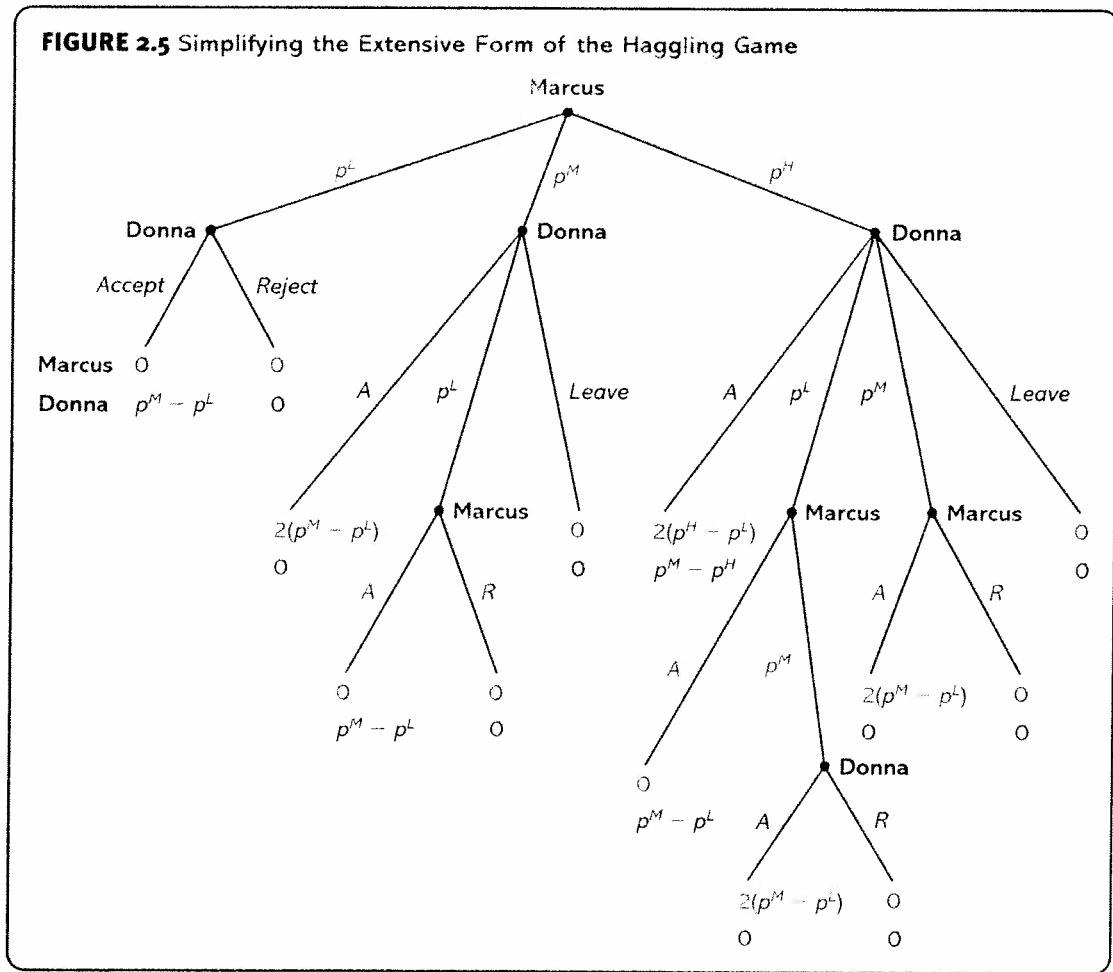 FIGURE 2.5 Simplifying the Extensive Form of the Haggling Game
Marcus
p^L p^M p^H
Donna Donna Donna
Accept Reject
Marcus 0 0
Donna p^M − p^L 0
A p^L Leave A p^L p^M Leave
2(p^M − p^L) Marcus 0 2(p^H − p^L) Marcus Marcus 0
0 0 p^M − p^H 0
A R A R
A p^M
0 0 2(p^M − p^L) 0
p^M − p^L 0 0 0
Donna
0
p^M − p^L A R
2(p^M − p^L) 0
0 0